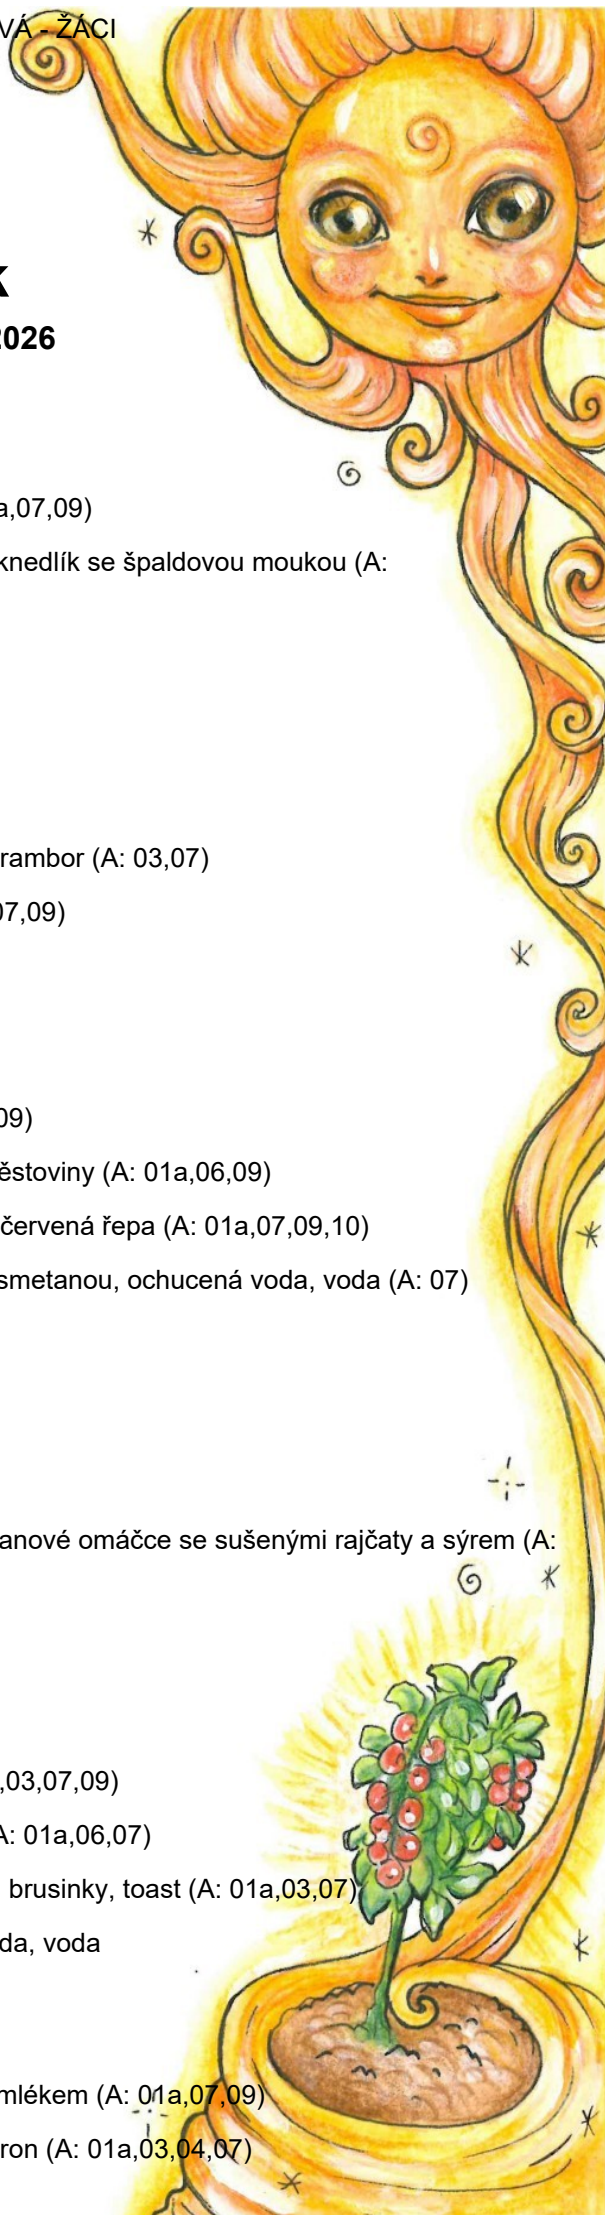 VÁ - ŽÁCI
k
2026
a,07,09)
knedlík se špaldovou moukou (A:
rambor (A: 03,07)
07,09)
09)
ěstoviny (A: 01a,06,09)
červená řepa (A: 01a,07,09,10)
smetanou, ochucená voda, voda (A: 07)
anové omáčce se sušenými rajčaty a sýrem (A:
,03,07,09)
A: 01a,06,07)
brusinky, toast (A: 01a,03,07)
da, voda
mlékem (A: 01a,07,09)
ron (A: 01a,03,04,07)